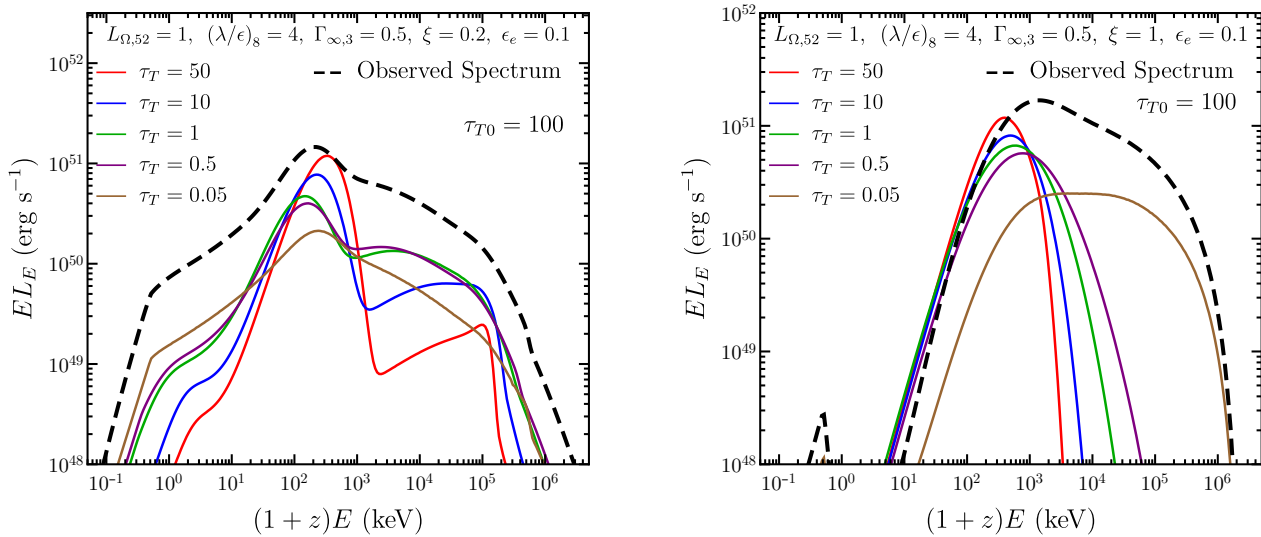 L_{Ω,52} = 1, (λ/ϵ)_8 = 4, Γ_{∞,3} = 0.5, ξ = 0.2, ϵ_e = 0.1
τ_T = 50
τ_T = 10
τ_T = 1
τ_T = 0.5
τ_T = 0.05
Observed Spectrum
τ_{T0} = 100
10^{52}
10^{51}
10^{50}
10^{49}
10^{48}
EL_E (erg s^{−1})
10^{−1} 10^0 10^1 10^2 10^3 10^4 10^5 10^6
(1 + z)E (keV)
L_{Ω,52} = 1, (λ/ϵ)_8 = 4, Γ_{∞,3} = 0.5, ξ = 1, ϵ_e = 0.1
τ_T = 50
τ_T = 10
τ_T = 1
τ_T = 0.5
τ_T = 0.05
Observed Spectrum
τ_{T0} = 100
10^{52}
10^{51}
10^{50}
10^{49}
10^{48}
EL_E (erg s^{−1})
10^{−1} 10^0 10^1 10^2 10^3 10^4 10^5 10^6
(1 + z)E (keV)